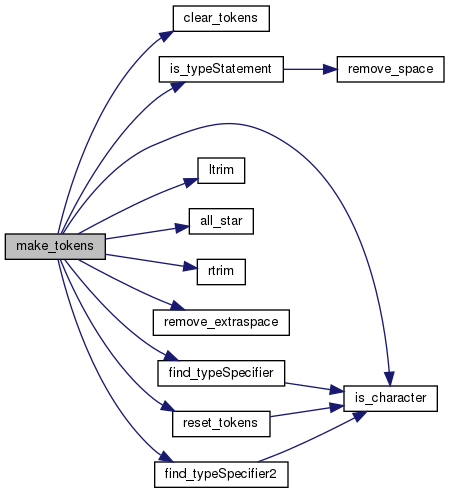 clear_tokens
is_typeStatement
remove_space
ltrim
all_star
make_tokens
rtrim
remove_extraspace
find_typeSpecifier
is_character
reset_tokens
find_typeSpecifier2